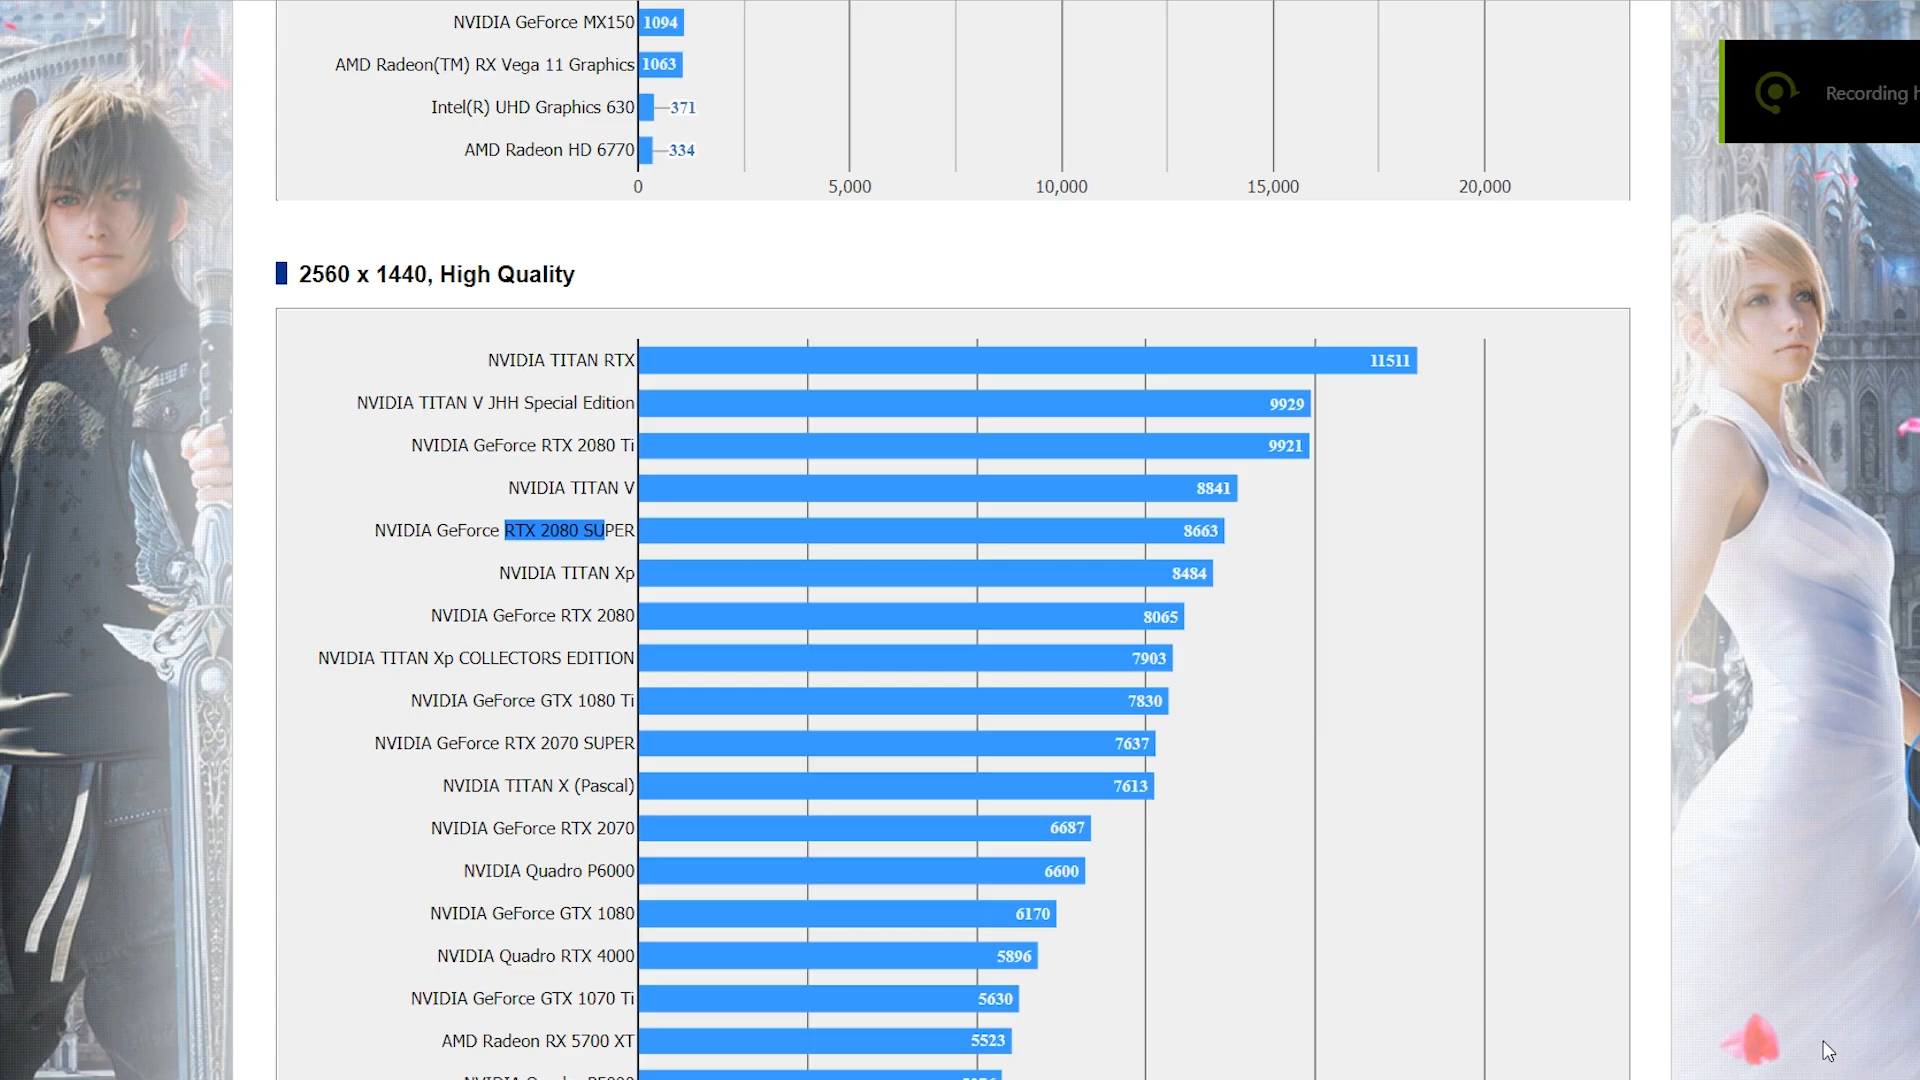 NVIDIA GeForce MX150 1094
AMD Radeon(TM) RX Vega 11 Graphics 1063
Recording
Intel(R) UHD Graphics 630 371
AMD Radeon HD 6770 334
0 5,000 10,000 15,000 20,000
2560 x 1440, High Quality
NVIDIA TITAN RTX 11511
NVIDIA TITAN V JHH Special Edition 9929
NVIDIA GeForce RTX 2080 Ti 9921
NVIDIA TITAN V 8841
NVIDIA GeForce RTX 2080 SUPER 8663
NVIDIA TITAN Xp 8484
NVIDIA GeForce RTX 2080 8065
NVIDIA TITAN Xp COLLECTORS EDITION 7903
NVIDIA GeForce GTX 1080 Ti 7830
NVIDIA GeForce RTX 2070 SUPER 7637
NVIDIA TITAN X (Pascal) 7613
NVIDIA GeForce RTX 2070 6687
NVIDIA Quadro P6000 6600
NVIDIA GeForce GTX 1080 6170
NVIDIA Quadro RTX 4000 5896
NVIDIA GeForce GTX 1070 Ti 5630
AMD Radeon RX 5700 XT 5523